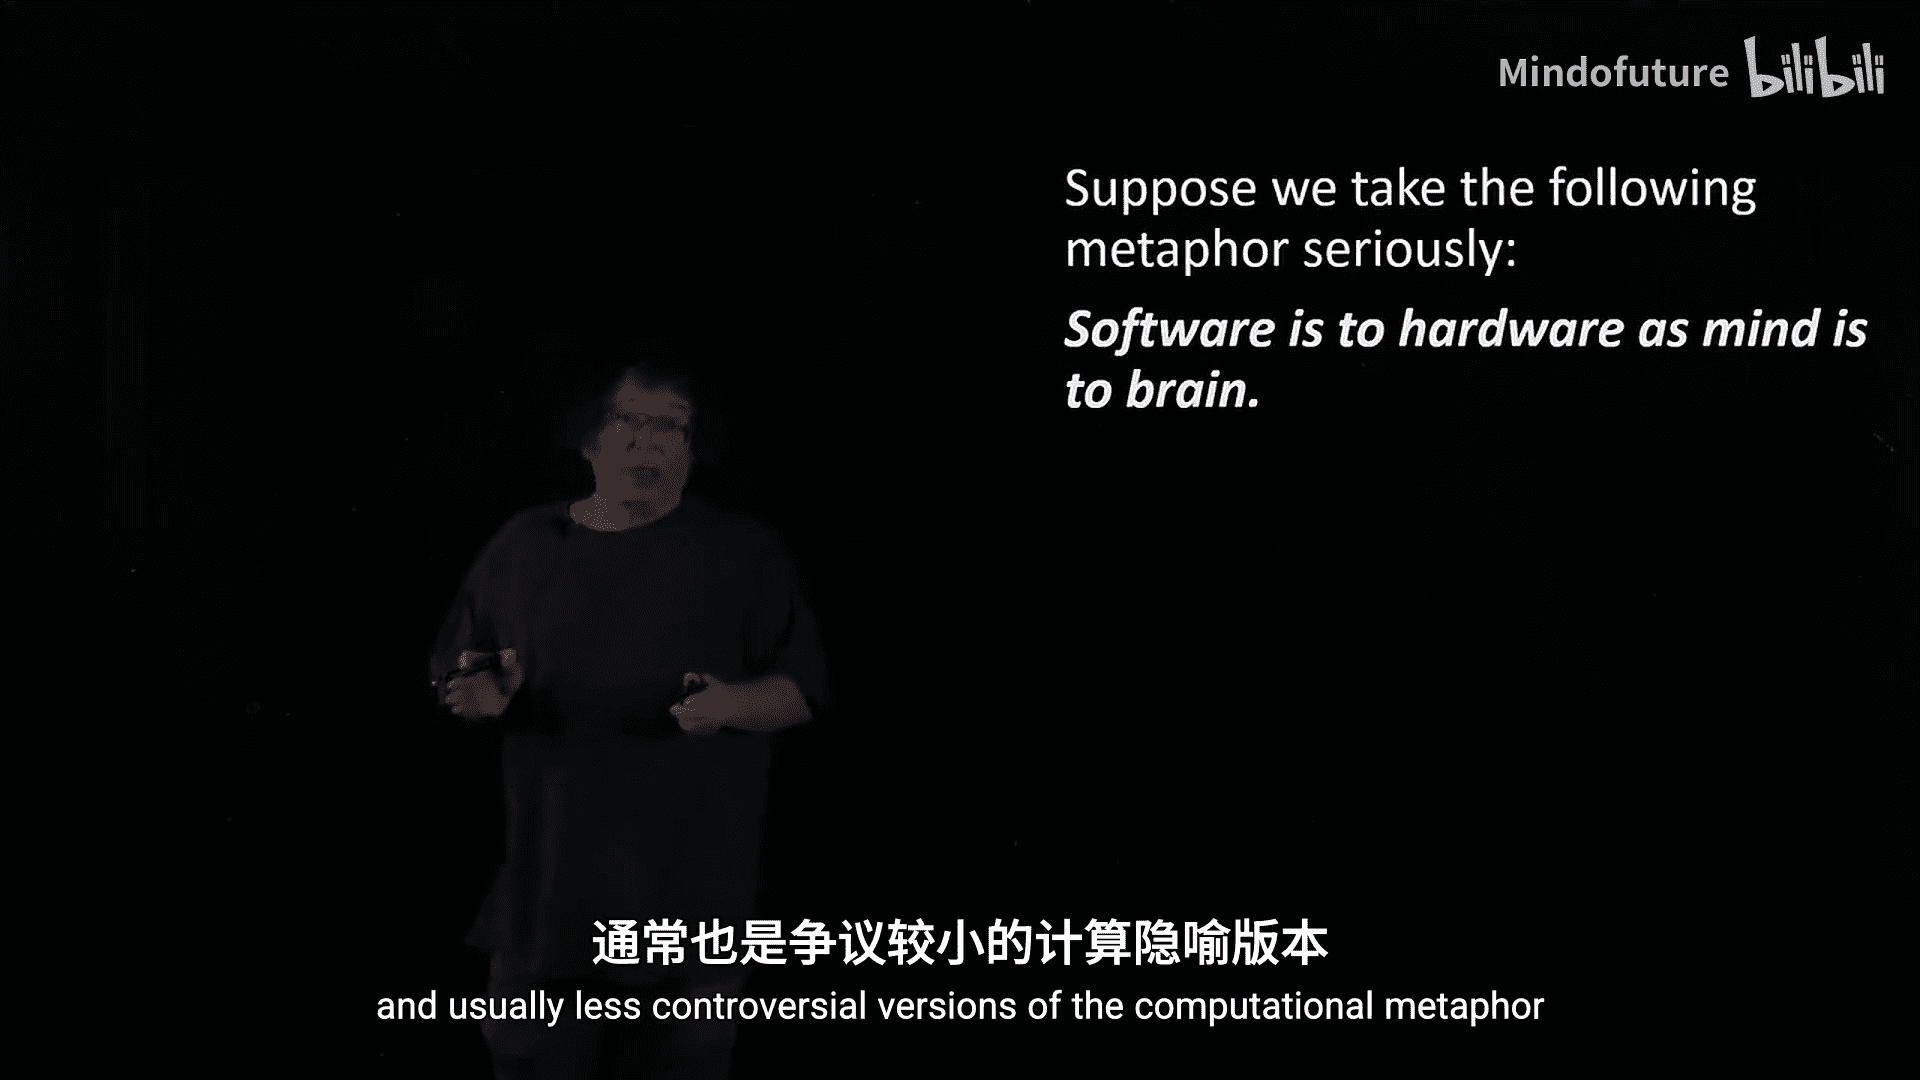 Mindofuture bilibili
Suppose we take the following
metaphor seriously:
Software is to hardware as mind is
to brain.
通常也是争议较小的计算隐喻版本
and usually less controversial versions of the computational metaphor